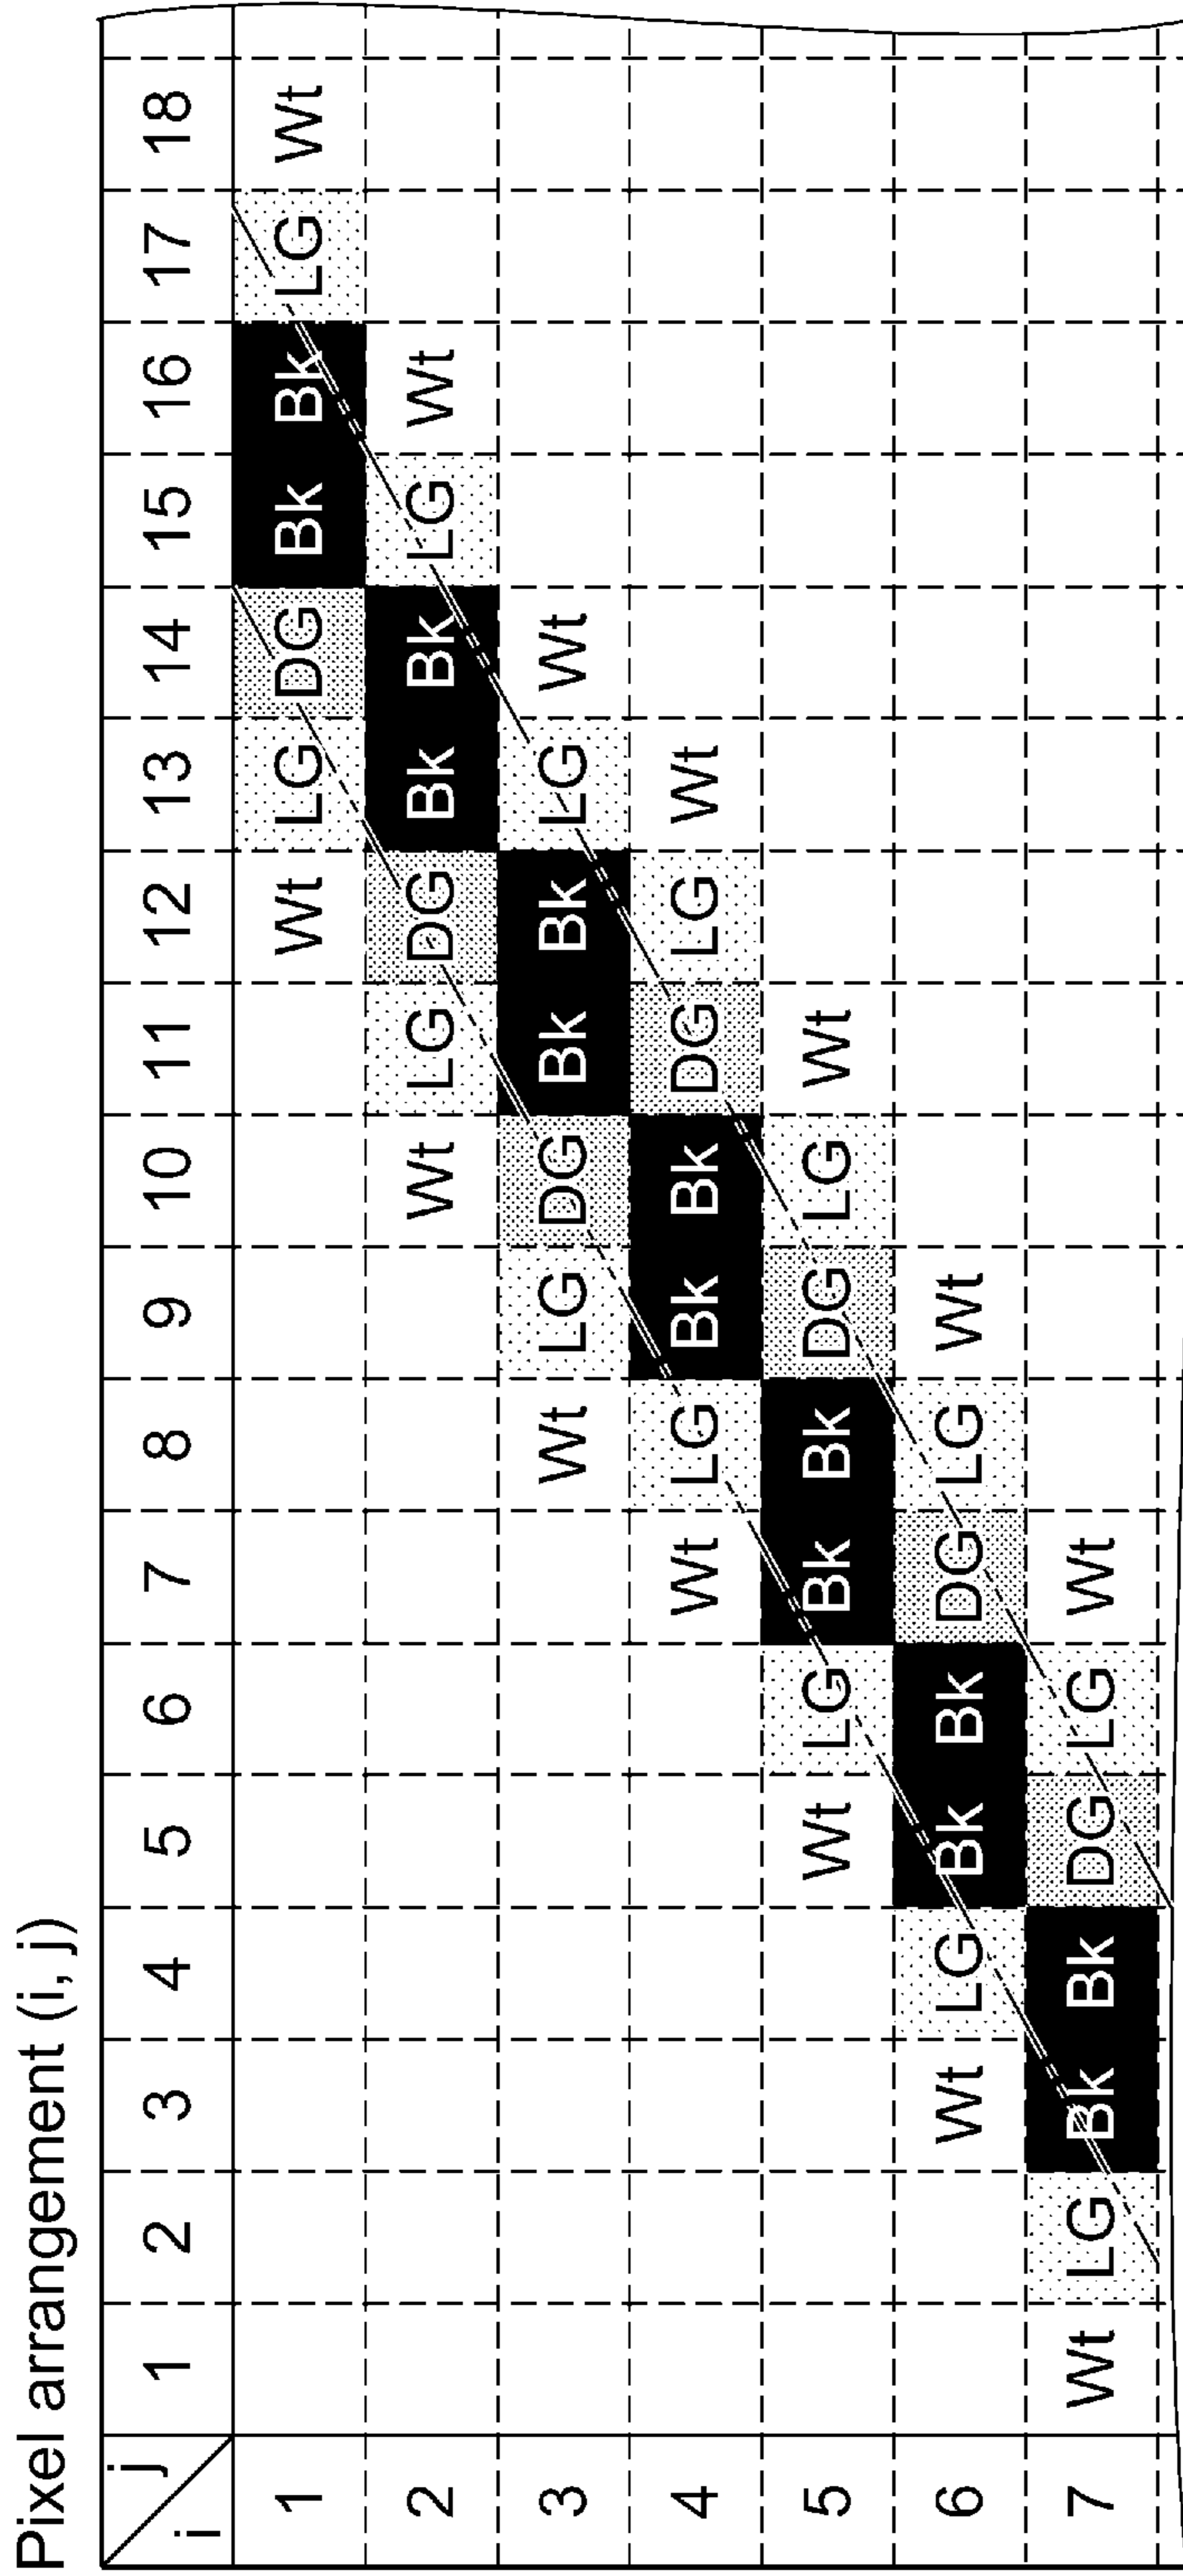 Pixel arrangement (i, j)
i j 1 2 3 4 5 6 7 8 9 10 11 12 13 14 15 16 17 18
1 Wt LG DG Bk Bk LG Wt
2 Wt LG DG Bk Bk LG Wt
3 Wt LG DG Bk Bk LG Wt
4 Wt LG Bk Bk DG LG Wt
5 Wt LG Bk Bk DG LG Wt
6 Wt LG Bk Bk DG LG Wt
7 Wt LG Bk Bk DG LG Wt